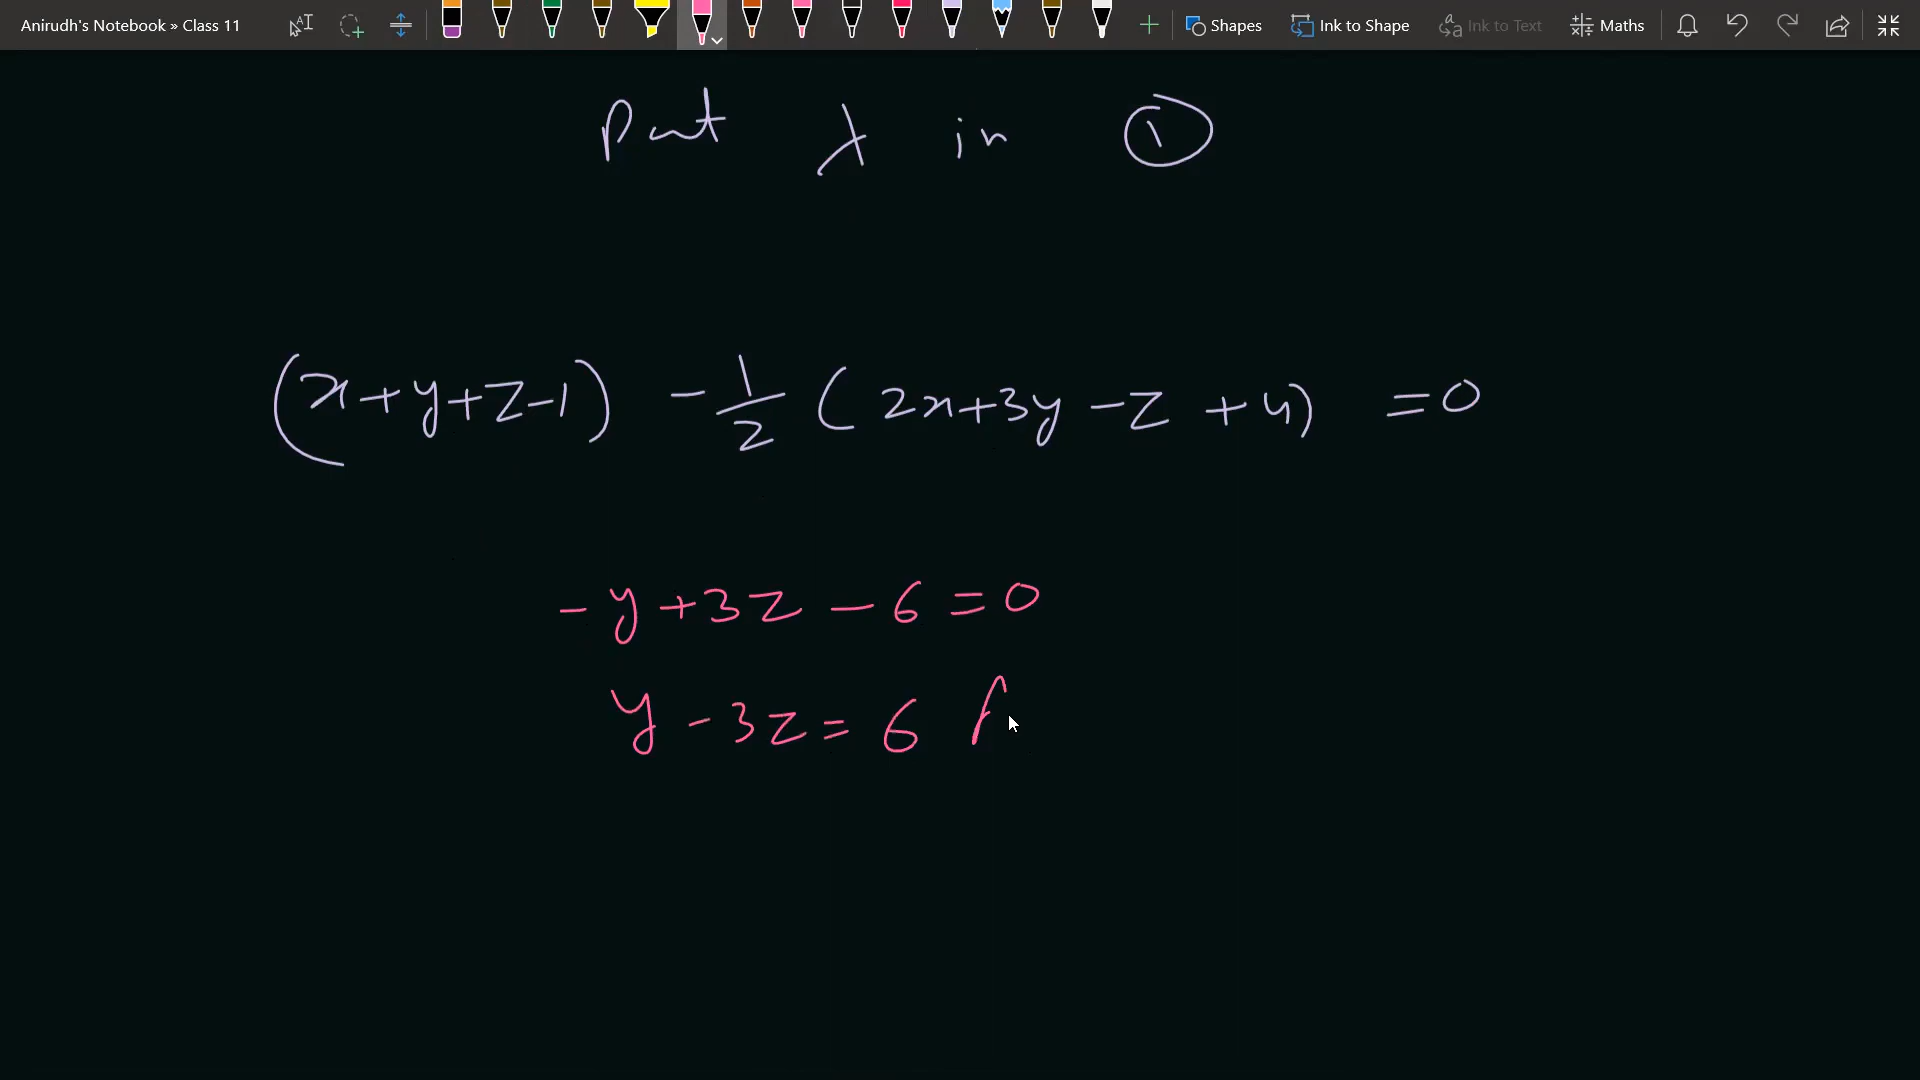 Anirudh's Notebook » Class 11 Shapes Ink to Shape Ink to Text Maths
Put λ in ①
(x+y+z-1) -1/2 (2x+3y-z+4) =0
-y+3z-6=0
y-3z=6